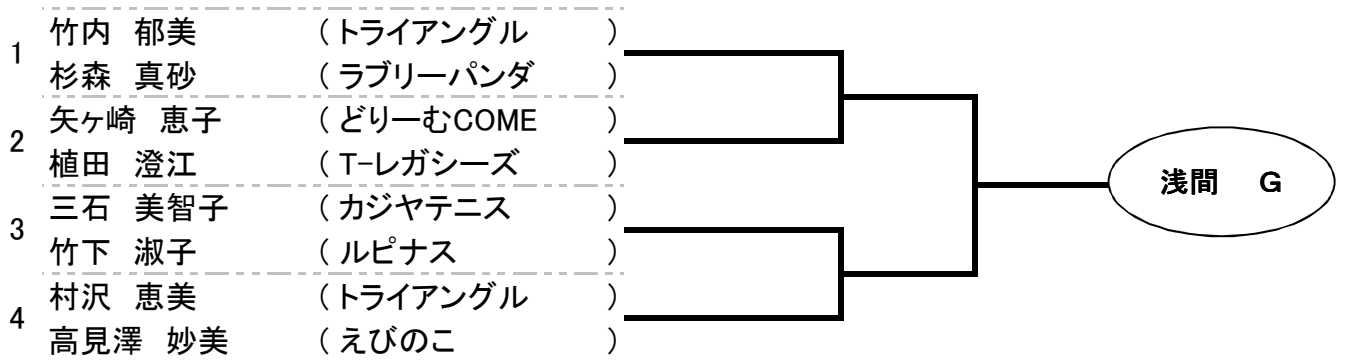 1
竹内 郁美 (トライアングル )
杉森 真砂 (ラブリーパンダ )
2
矢ヶ崎 恵子 (どりーむCOME )
植田 澄江 (T-レガシーズ )
3
三石 美智子 (カジヤテニス )
竹下 淑子 (ルピナス )
4
村沢 恵美 (トライアングル )
高見澤 妙美 (えびのこ )
浅間 G